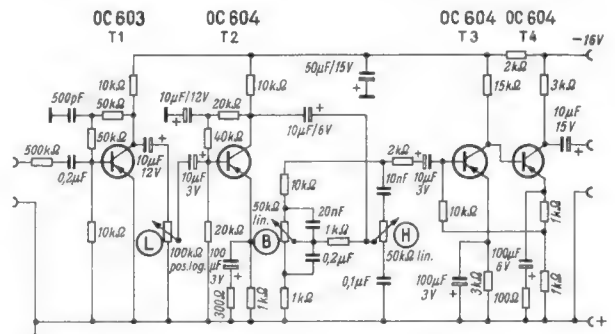 OC 603
T1
OC 604
T2
OC 604
T3
OC 604
T4
-16V
2kΩ
10kΩ
500pF
50kΩ
50kΩ
500kΩ
0,2µF
10kΩ
10µF
12V
L
100kΩ
pos.log.
10µF/12V
20kΩ
40kΩ
10µF
3V
20kΩ
100
µF
3V
300Ω
1kΩ
10kΩ
50µF/15V
10µF/6V
10kΩ
50kΩ
lin.
B
20nF
1kΩ
0,2µF
1kΩ
2kΩ
10nF
H
50kΩ lin.
0,1µF
10µF
3V
15kΩ
10kΩ
100µF
3V
3kΩ
3kΩ
10µF
15V
1kΩ
100µF
6V
100Ω
1kΩ
+